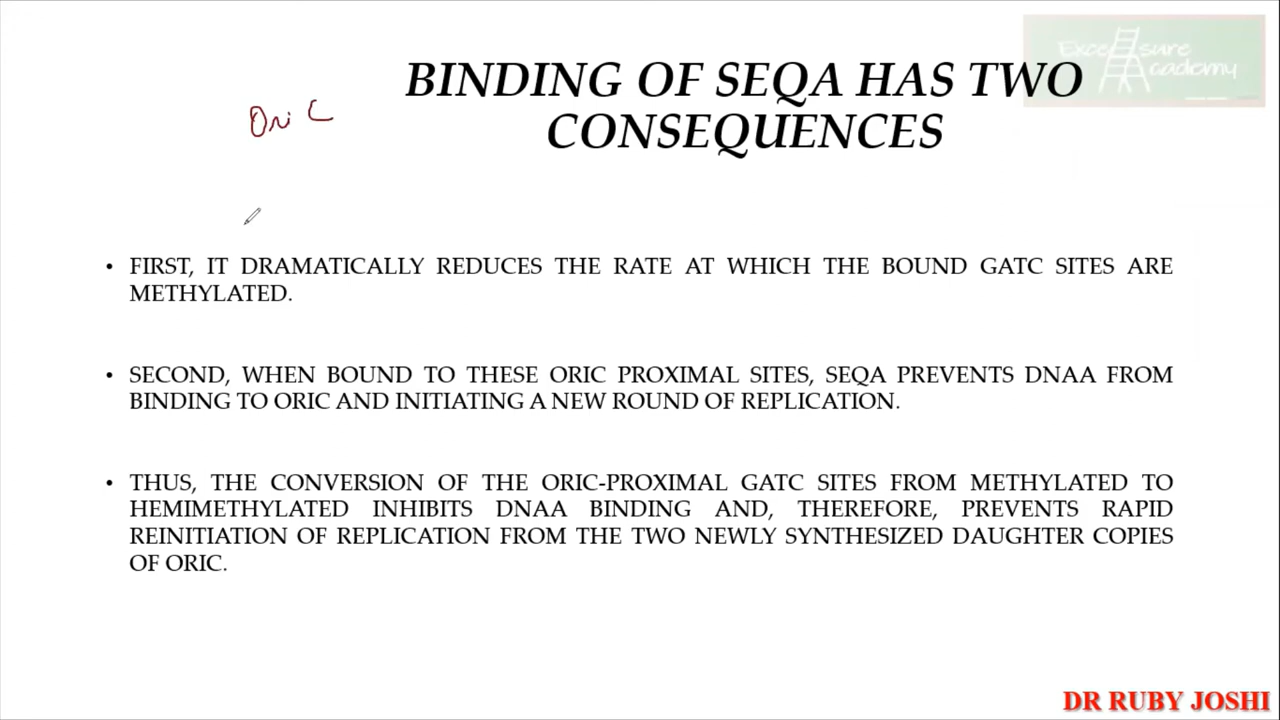 Excelsure
Academy
BINDING OF SEQA HAS TWO
CONSEQUENCES
Ori C
• FIRST, IT DRAMATICALLY REDUCES THE RATE AT WHICH THE BOUND GATC SITES ARE
METHYLATED.
• SECOND, WHEN BOUND TO THESE ORIC PROXIMAL SITES, SEQA PREVENTS DNAA FROM
BINDING TO ORIC AND INITIATING A NEW ROUND OF REPLICATION.
• THUS, THE CONVERSION OF THE ORIC-PROXIMAL GATC SITES FROM METHYLATED TO
HEMIMETHYLATED INHIBITS DNAA BINDING AND, THEREFORE, PREVENTS RAPID
REINITIATION OF REPLICATION FROM THE TWO NEWLY SYNTHESIZED DAUGHTER COPIES
OF ORIC.
DR RUBY JOSHI